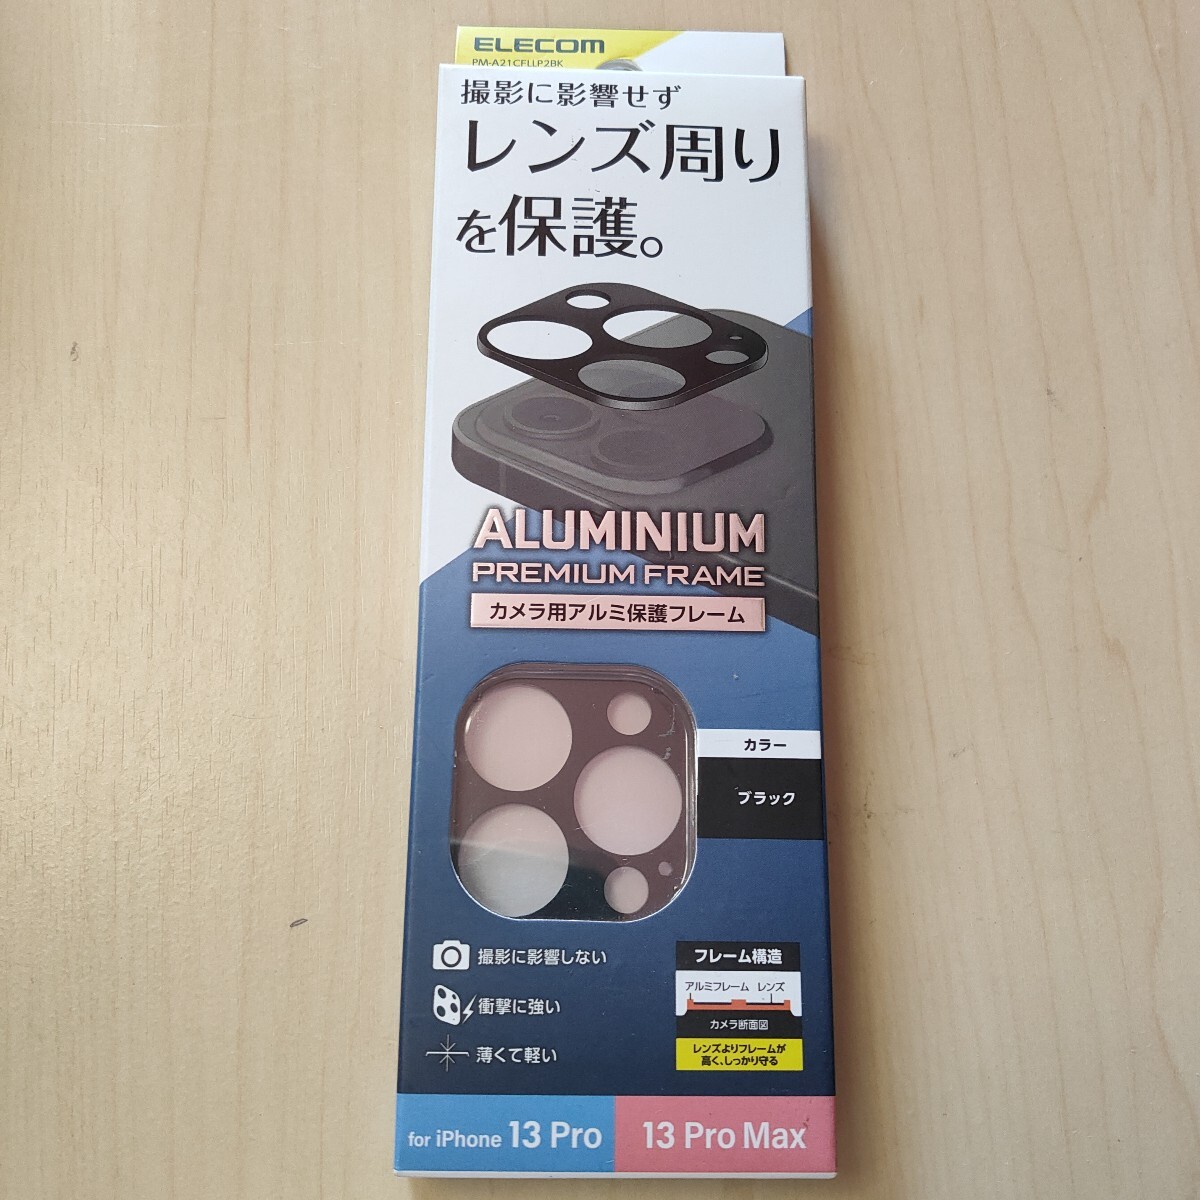 ELECOM
PM-A21CFLLP2BK
撮影に影響せず
レンズ周り
を保護。
ALUMINIUM
PREMIUM FRAME
カメラ用アルミ保護フレーム
カラー
ブラック
撮影に影響しない
衝撃に強い
薄くて軽い
フレーム構造
アルミフレーム レンズ
カメラ断面図
レンズよりフレームが
高く、しっかり守る
for iPhone 13 Pro
13 Pro Max